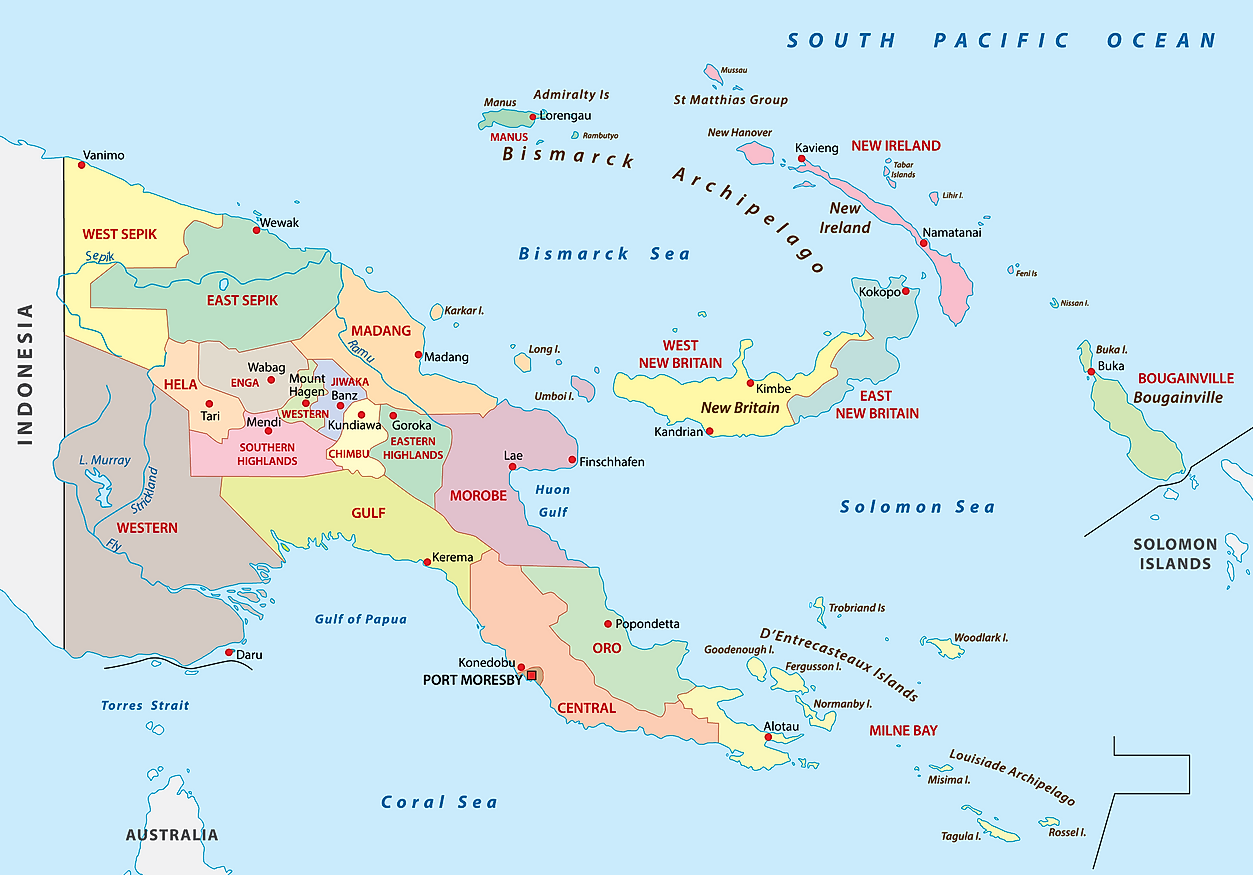 SOUTH PACIFIC OCEAN
Mussau
St Matthias Group
Admiralty Is
Manus
Lorengau
MANUS
Rambutyo
Bismarck
Archipelago
New Hanover
Kavieng
NEW IRELAND
Tabar
Islands
Lihir I.
New
Ireland
Namatanai
Vanimo
WEST SEPIK
Sepik
Wewak
EAST SEPIK
Bismarck Sea
Feni Is
Nissan I.
Kokopo
INDONESIA
Karkar I.
MADANG
Ramu
Madang
Long I.
Umboi I.
WEST
NEW BRITAIN
Kimbe
New Britain
EAST
NEW BRITAIN
Kandrian
Buka I.
Buka
BOUGAINVILLE
Bougainville
HELA
Tari
Wabag
ENGA
Mount
Hagen
WESTERN
JIWAKA
Banz
Mendi
Kundiawa
Goroka
SOUTHERN
HIGHLANDS
CHIMBU
EASTERN
HIGHLANDS
Lae
Finschhafen
MOROBE
Huon
Gulf
L. Murray
Strickland
WESTERN
Fly
GULF
Kerema
Solomon Sea
SOLOMON
ISLANDS
Gulf of Papua
Daru
Popondetta
ORO
Trobriand Is
D'Entrecasteaux Islands
Woodlark I.
Goodenough I.
Fergusson I.
Normanby I.
Konedobu
PORT MORESBY
CENTRAL
Alotau
MILNE BAY
Torres Strait
Louisiade Archipelago
Misima I.
Coral Sea
Tagula I.
Rossel I.
AUSTRALIA